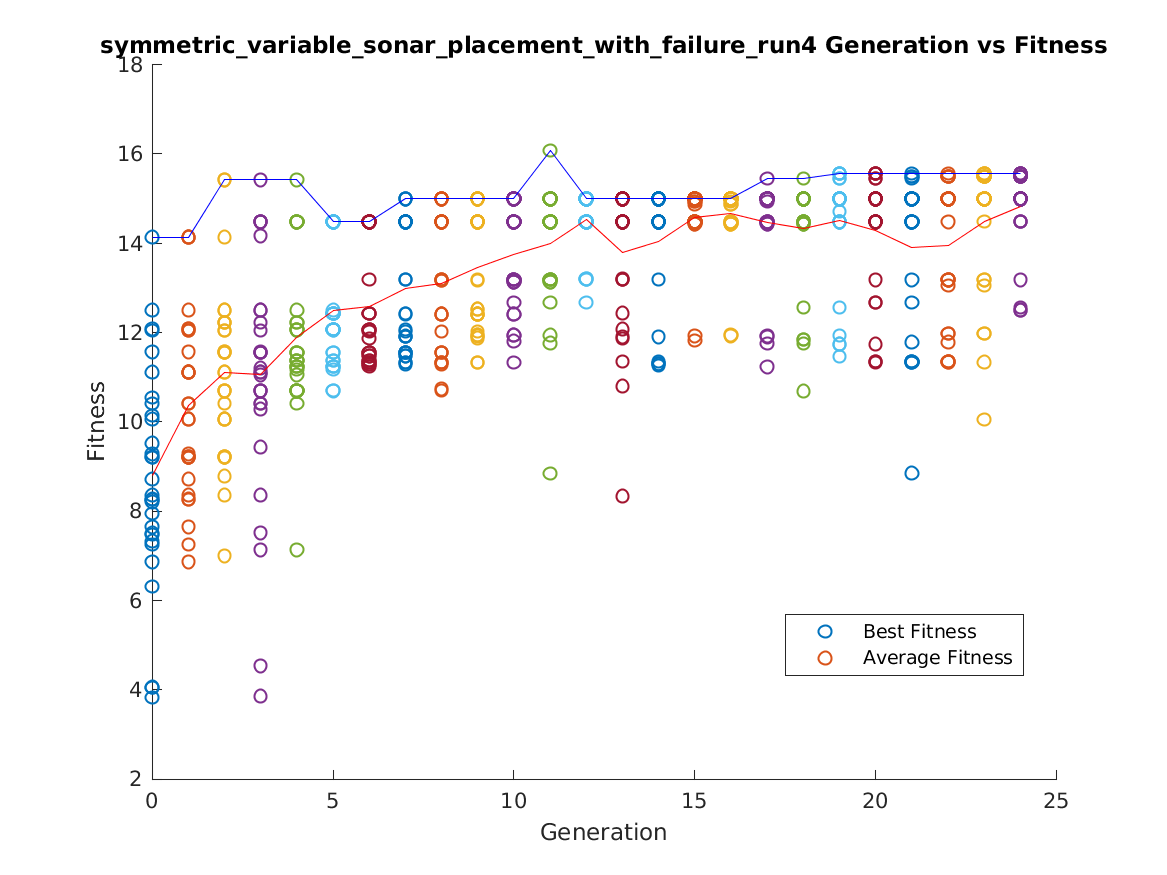 symmetric_variable_sonar_placement_with_failure_run4 Generation vs Fitness
18
16
14
12
10
8
6
4
2
Fitness
Best Fitness
Average Fitness
0 5 10 15 20 25
Generation